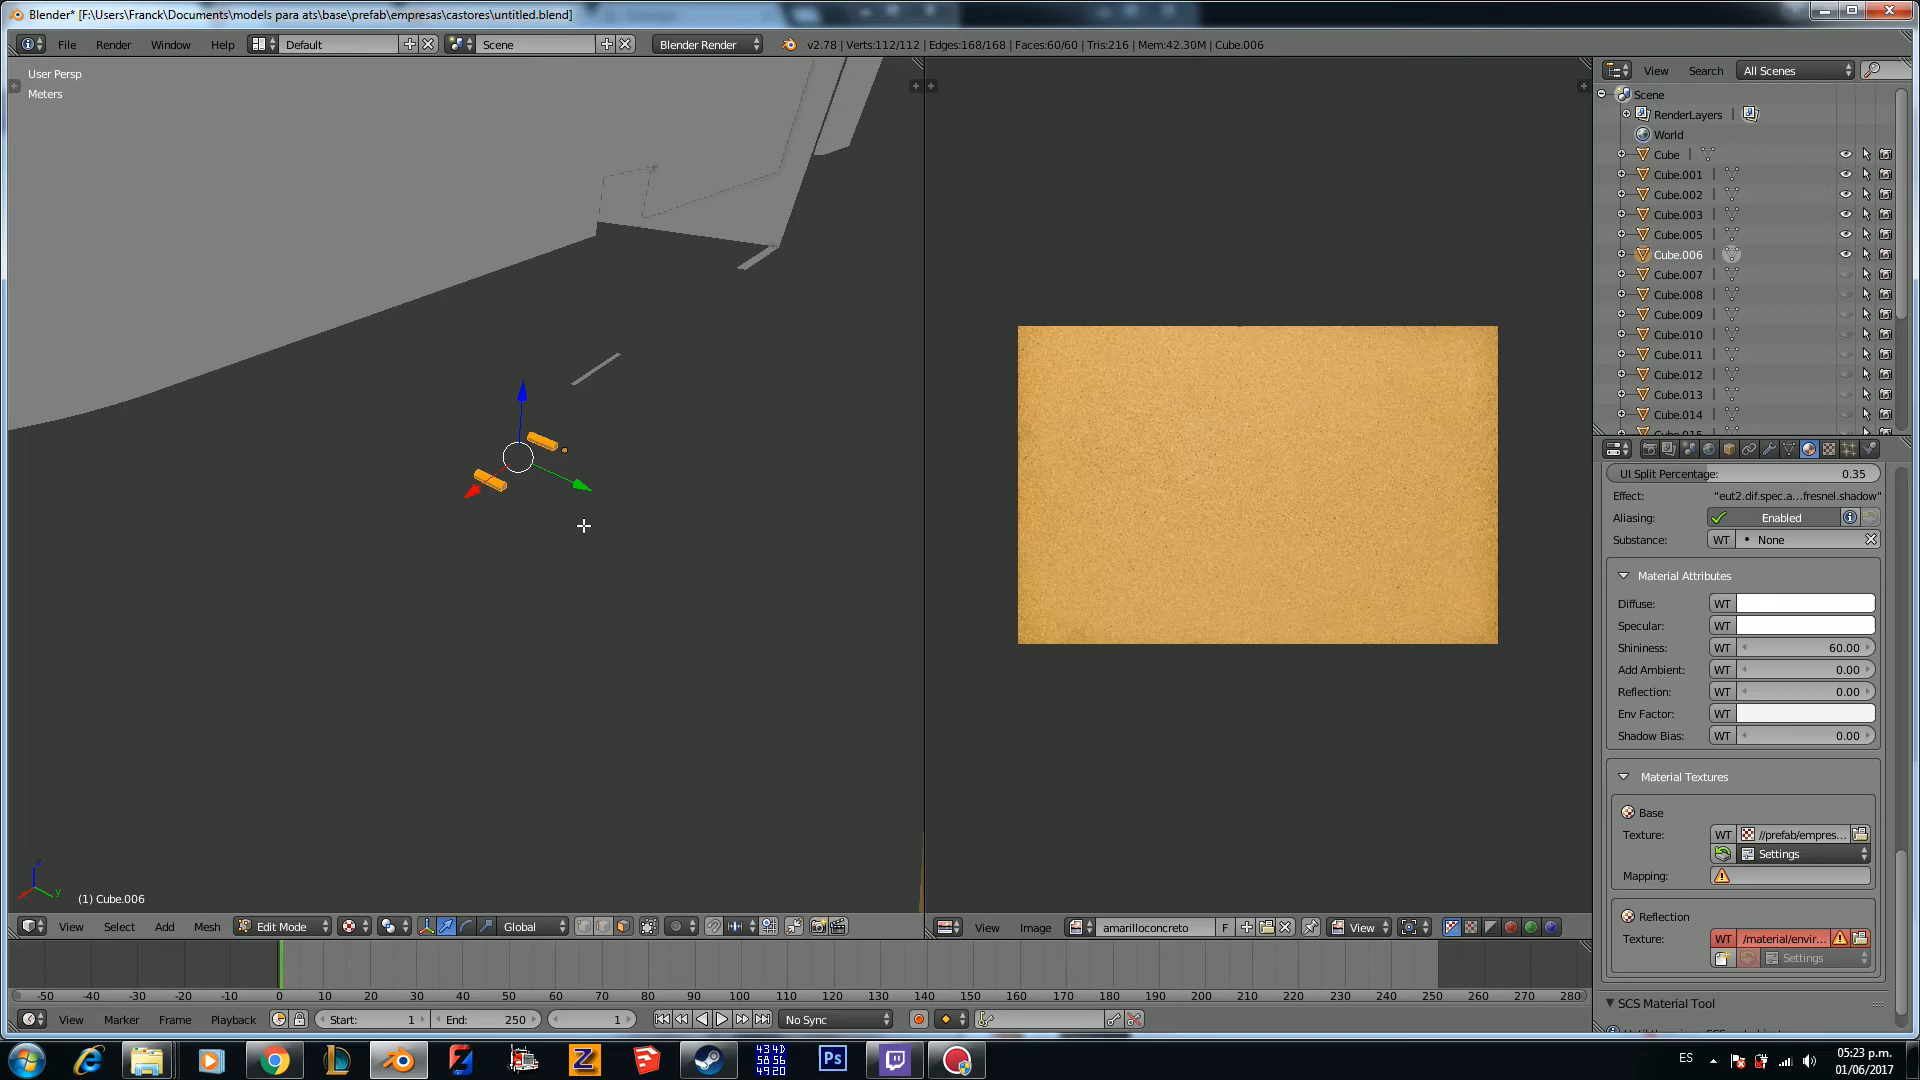 Blender* [F:\Users\Franck\Documents\models para ats\base\prefab\empresas\castores\untitled.blend]
File Render Window Help Default Scene Blender Render v2.78 | Verts:112/112 | Edges:168/168 | Faces:60/60 | Tris:216 | Mem:42.30M | Cube.006
User Persp
Meters
View Search All Scenes
Scene
RenderLayers
World
Cube
Cube.001
Cube.002
Cube.003
Cube.005
Cube.006
Cube.007
Cube.008
Cube.009
Cube.010
Cube.011
Cube.012
Cube.013
Cube.014
UI Split Percentage: 0.35
Effect: "eut2.dif.spec.a...fresnel.shadow"
Aliasing: Enabled
Substance: WT None
Material Attributes
Diffuse: WT
Specular: WT
Shininess: WT 60.00
Add Ambient: WT 0.00
Reflection: WT 0.00
Env Factor: WT
Shadow Bias: WT 0.00
Material Textures
Base
Texture: WT //prefab/empres...
Settings
Mapping:
Reflection
Texture: WT /material/envir...
Settings
SCS Material Tool
z
y
(1) Cube.006
View Select Add Mesh Edit Mode Global
View Image amarilloconcreto F View
-50 -40 -30 -20 -10 0 10 20 30 40 50 60 70 80 90 100 110 120 130 140 150 160 170 180 190 200 210 220 230 240 250 260 270 280
View Marker Frame Playback Start: 1 End: 250 1 No Sync
43 4D
58 56
49 20
Ps
ES
05:23 p.m.
01/06/2017